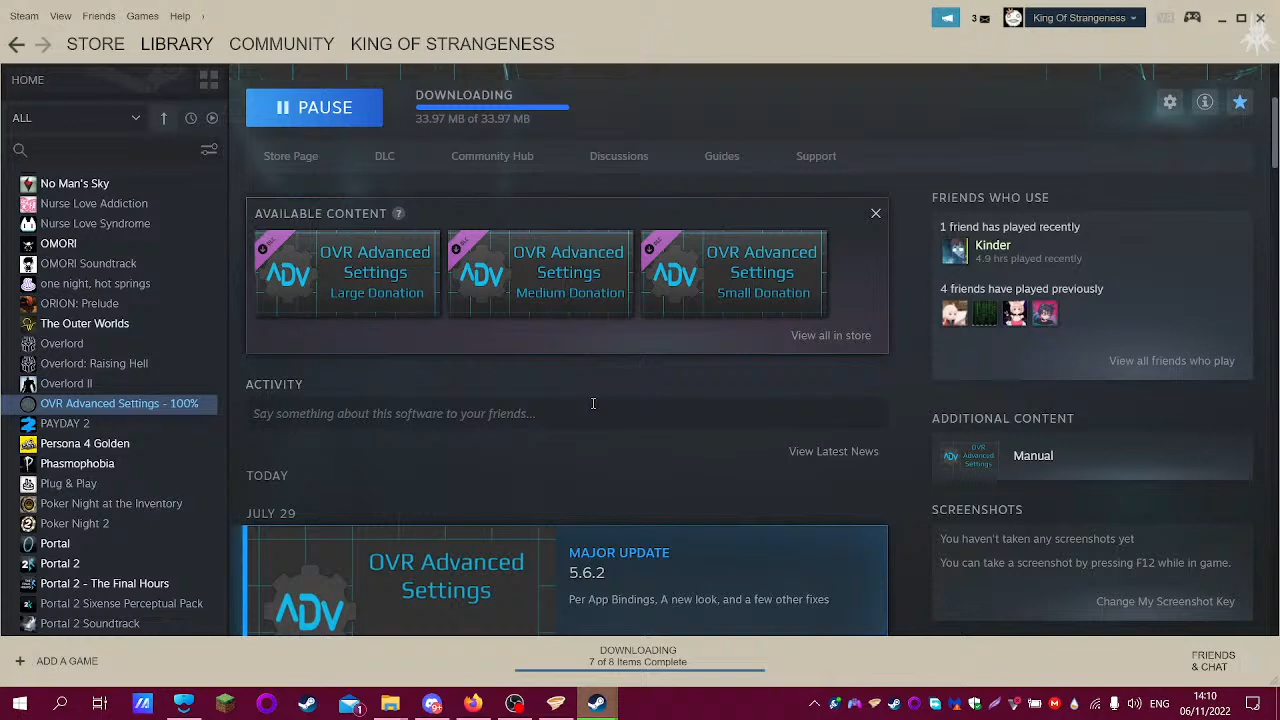 Steam View Friends Games Help
3
King Of Strangeness
STORE LIBRARY COMMUNITY KING OF STRANGENESS
HOME
ALL
No Man's Sky
Nurse Love Addiction
Nurse Love Syndrome
OMORI
OMORI Soundtrack
one night, hot springs
ORION: Prelude
The Outer Worlds
Overlord
Overlord: Raising Hell
Overlord II
OVR Advanced Settings - 100%
PAYDAY 2
Persona 4 Golden
Phasmophobia
Plug & Play
Poker Night at the Inventory
Poker Night 2
Portal
Portal 2
Portal 2 - The Final Hours
Portal 2 Sixense Perceptual Pack
Portal 2 Soundtrack
PAUSE
DOWNLOADING
33.97 MB of 33.97 MB
Store Page DLC Community Hub Discussions Guides Support
AVAILABLE CONTENT ?
DLC
ADV
OVR Advanced
Settings
Large Donation
DLC
ADV
OVR Advanced
Settings
Medium Donation
DLC
ADV
OVR Advanced
Settings
Small Donation
View all in store
ACTIVITY
Say something about this software to your friends...
View Latest News
TODAY
JULY 29
ADV
OVR Advanced
Settings
MAJOR UPDATE
5.6.2
Per App Bindings, A new look, and a few other fixes
FRIENDS WHO USE
1 friend has played recently
Kinder
4.9 hrs played recently
4 friends have played previously
View all friends who play
ADDITIONAL CONTENT
ADV
OVR
Advanced
Settings
Manual
SCREENSHOTS
You haven't taken any screenshots yet
You can take a screenshot by pressing F12 while in game.
Change My Screenshot Key
ADD A GAME
DOWNLOADING
7 of 8 Items Complete
FRIENDS
& CHAT
1
ENG
14:10
06/11/2022